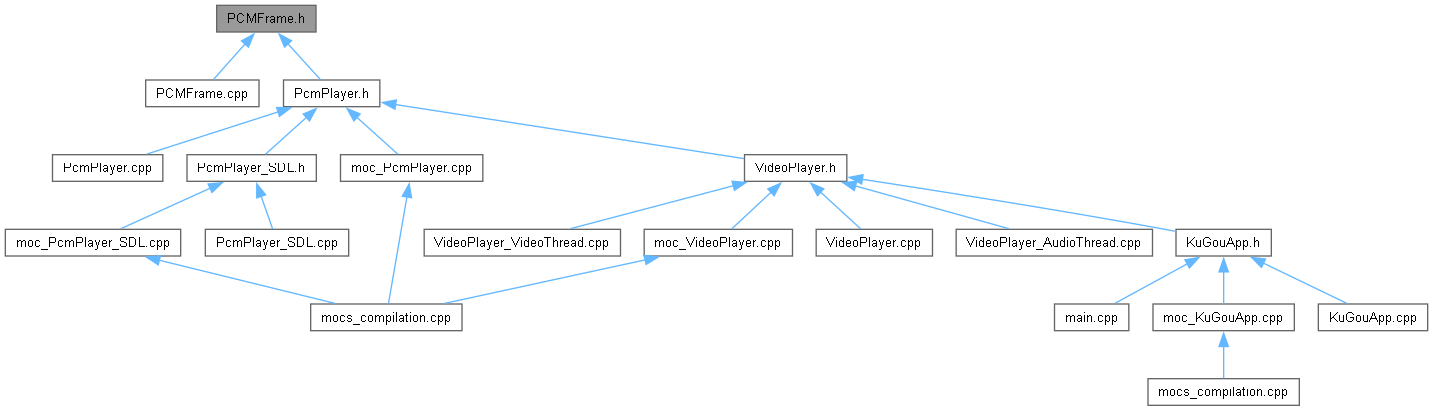 PCMFrame.h
PCMFrame.cpp
PcmPlayer.h
PcmPlayer.cpp
PcmPlayer_SDL.h
moc_PcmPlayer.cpp
VideoPlayer.h
moc_PcmPlayer_SDL.cpp
PcmPlayer_SDL.cpp
VideoPlayer_VideoThread.cpp
moc_VideoPlayer.cpp
VideoPlayer.cpp
VideoPlayer_AudioThread.cpp
KuGouApp.h
mocs_compilation.cpp
main.cpp
moc_KuGouApp.cpp
KuGouApp.cpp
mocs_compilation.cpp